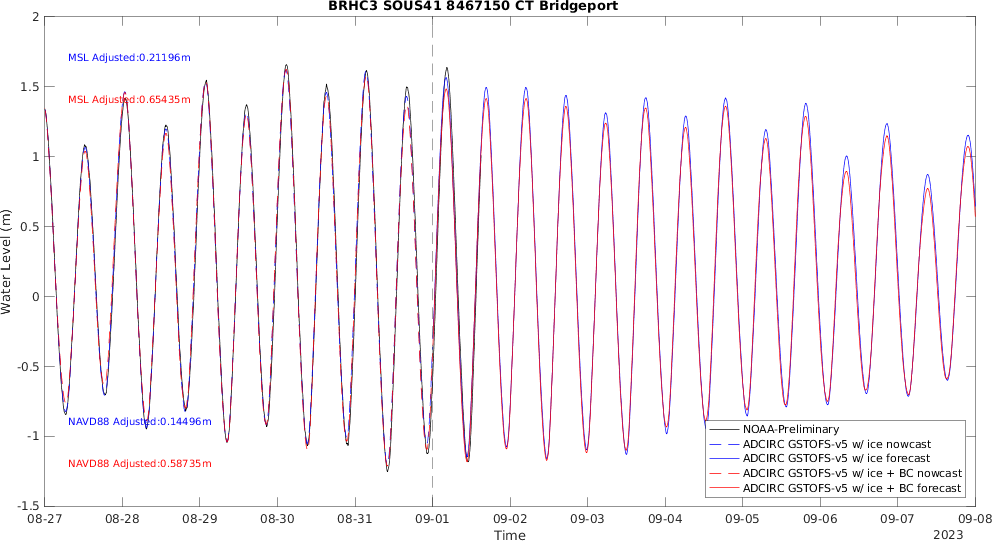 BRHC3 SOUS41 8467150 CT Bridgeport
2
1.5
1
0.5
0
-0.5
-1
-1.5
Water Level (m)
MSL Adjusted:0.21196m
MSL Adjusted:0.65435m
NAVD88 Adjusted:0.14496m
NAVD88 Adjusted:0.58735m
NOAA-Preliminary
ADCIRC GSTOFS-v5 w/ ice nowcast
ADCIRC GSTOFS-v5 w/ ice forecast
ADCIRC GSTOFS-v5 w/ ice + BC nowcast
ADCIRC GSTOFS-v5 w/ ice + BC forecast
08-27 08-28 08-29 08-30 08-31 09-01 09-02 09-03 09-04 09-05 09-06 09-07 09-08
Time
2023